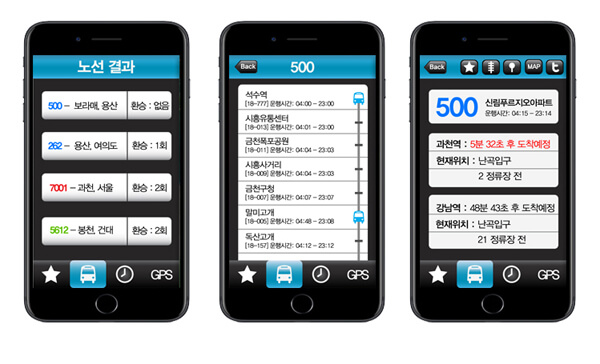 노선 결과
500 - 보라매, 용산 환승 : 없음
262 - 용산, 여의도 환승 : 1회
7001 - 과천, 서울 환승 : 2회
5612 - 봉천, 건대 환승 : 2회
GPS
Back 500
석수역
[18-777] 운행시간: 04:00 ~ 23:00
시흥유통센터
[18-013] 운행시간: 04:01 ~ 23:00
금천폭포공원
[18-011] 운행시간: 04:03 ~ 23:03
시흥사거리
[18-009] 운행시간: 04:04 ~ 23:03
금천구청
[18-007] 운행시간: 04:07 ~ 23:07
말미고개
[18-005] 운행시간: 04:48 ~ 23:08
독산고개
[18-157] 운행시간: 04:12 ~ 23:12
GPS
Back MAP t
500 신림푸르지오아파트
운행시간: 04:15 ~ 23:14
과천역 : 5분 32초 후 도착예정
현재위치 : 난곡입구
2 정류장 전
강남역 : 48분 43초 후 도착예정
현재위치 : 난곡입구
21 정류장 전
GPS